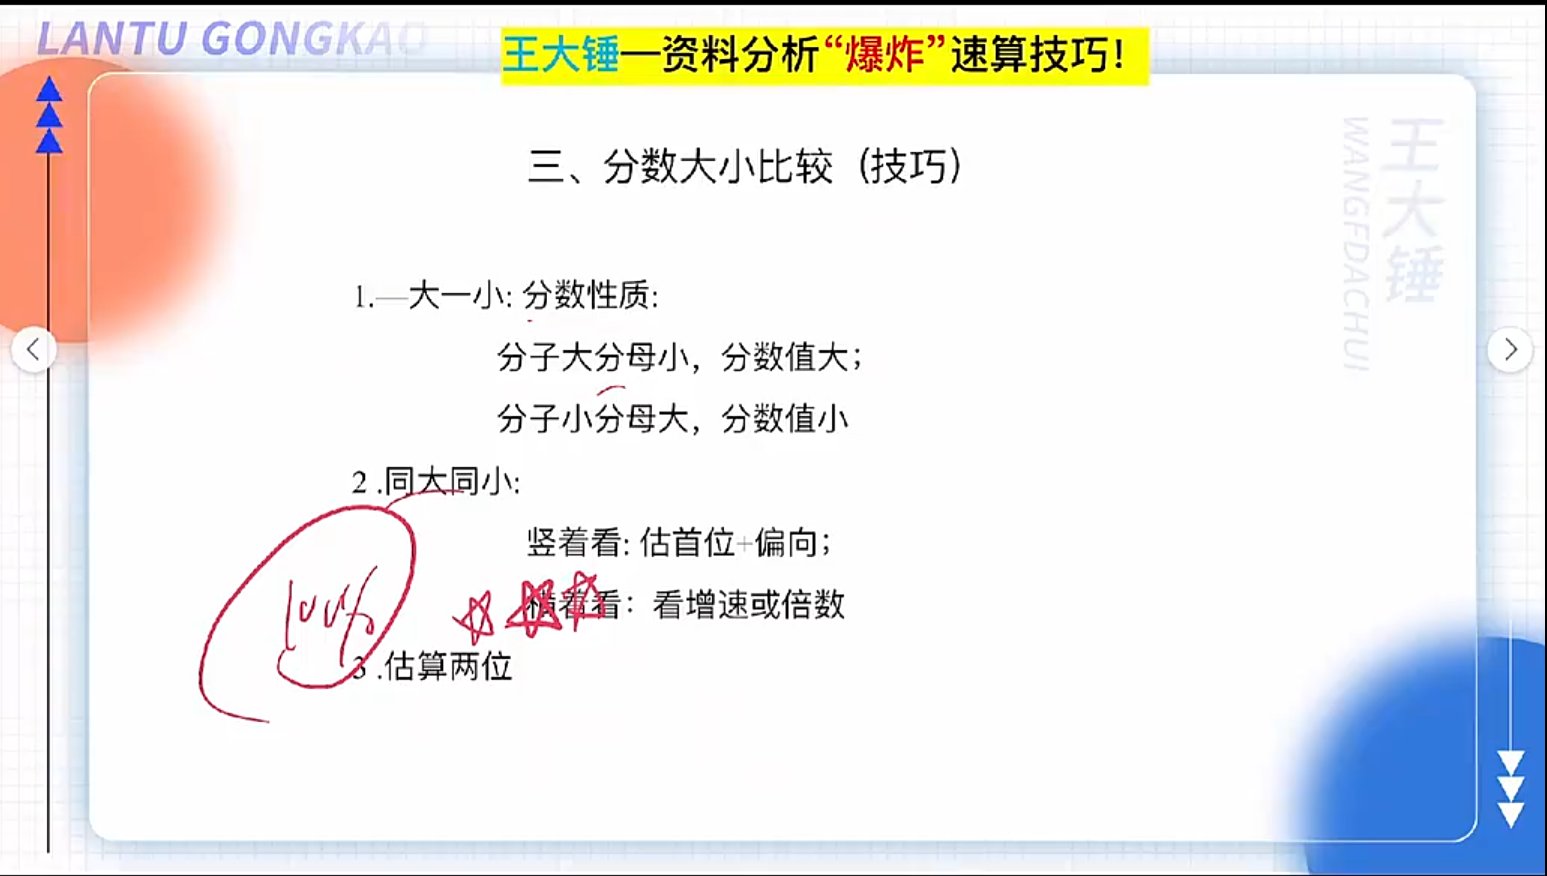 LANTU GONGKAO
王大锤—资料分析“爆炸”速算技巧！
三、分数大小比较（技巧）
王大锤
WANGFDACHUI
1.—大一小: 分数性质:
分子大分母小，分数值大；
分子小分母大，分数值小
2 .同大同小:
竖着看: 估首位+偏向；
横着看：看增速或倍数
100%
3 .估算两位